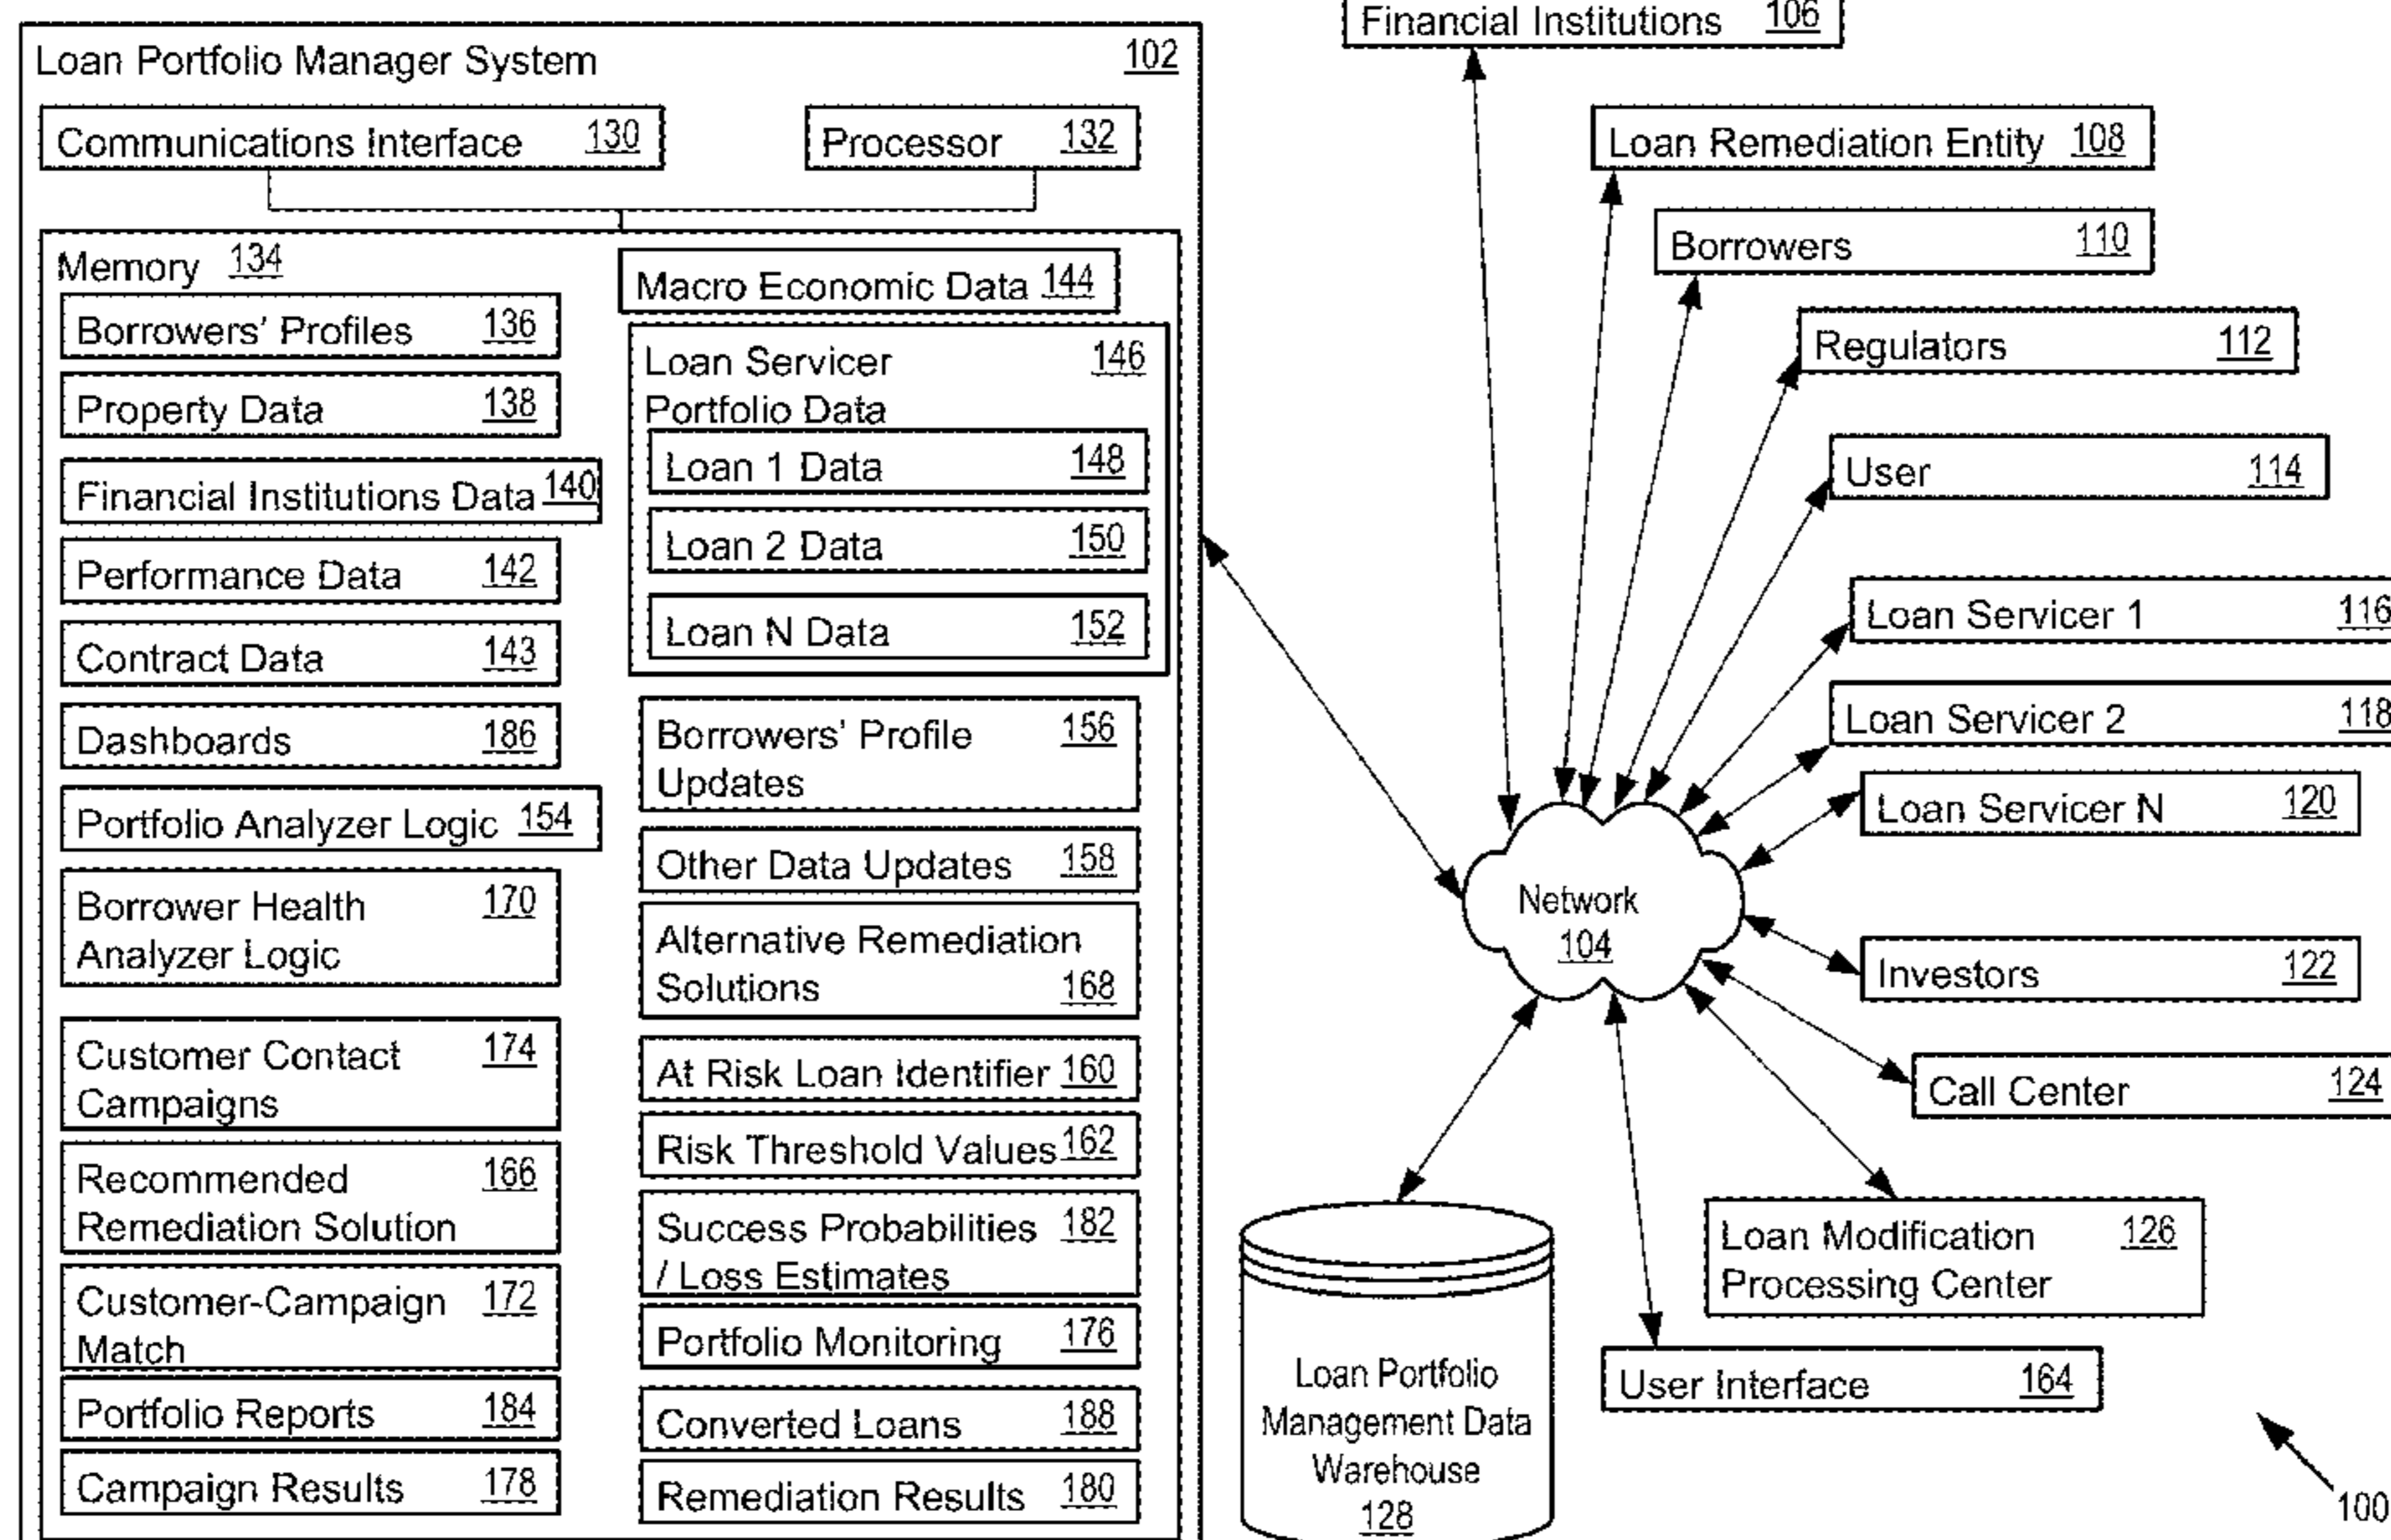 Loan Portfolio Manager System 102
Communications Interface 130
Processor 132
Memory 134
Borrowers' Profiles 136
Property Data 138
Financial Institutions Data 140
Performance Data 142
Contract Data 143
Dashboards 186
Portfolio Analyzer Logic 154
Borrower Health 170
Analyzer Logic
Customer Contact 174
Campaigns
Recommended 166
Remediation Solution
Customer-Campaign 172
Match
Portfolio Reports 184
Campaign Results 178
Macro Economic Data 144
Loan Servicer 146
Portfolio Data
Loan 1 Data 148
Loan 2 Data 150
Loan N Data 152
Borrowers' Profile 156
Updates
Other Data Updates 158
Alternative Remediation
Solutions 168
At Risk Loan Identifier 160
Risk Threshold Values 162
Success Probabilities 182
/ Loss Estimates
Portfolio Monitoring 176
Converted Loans 188
Remediation Results 180
Financial Institutions 106
Loan Remediation Entity 108
Borrowers 110
Regulators 112
User 114
Loan Servicer 1 116
Loan Servicer 2 118
Loan Servicer N 120
Network
104
Investors 122
Call Center 124
Loan Modification 126
Processing Center
User Interface 164
Loan Portfolio
Management Data
Warehouse
128
100